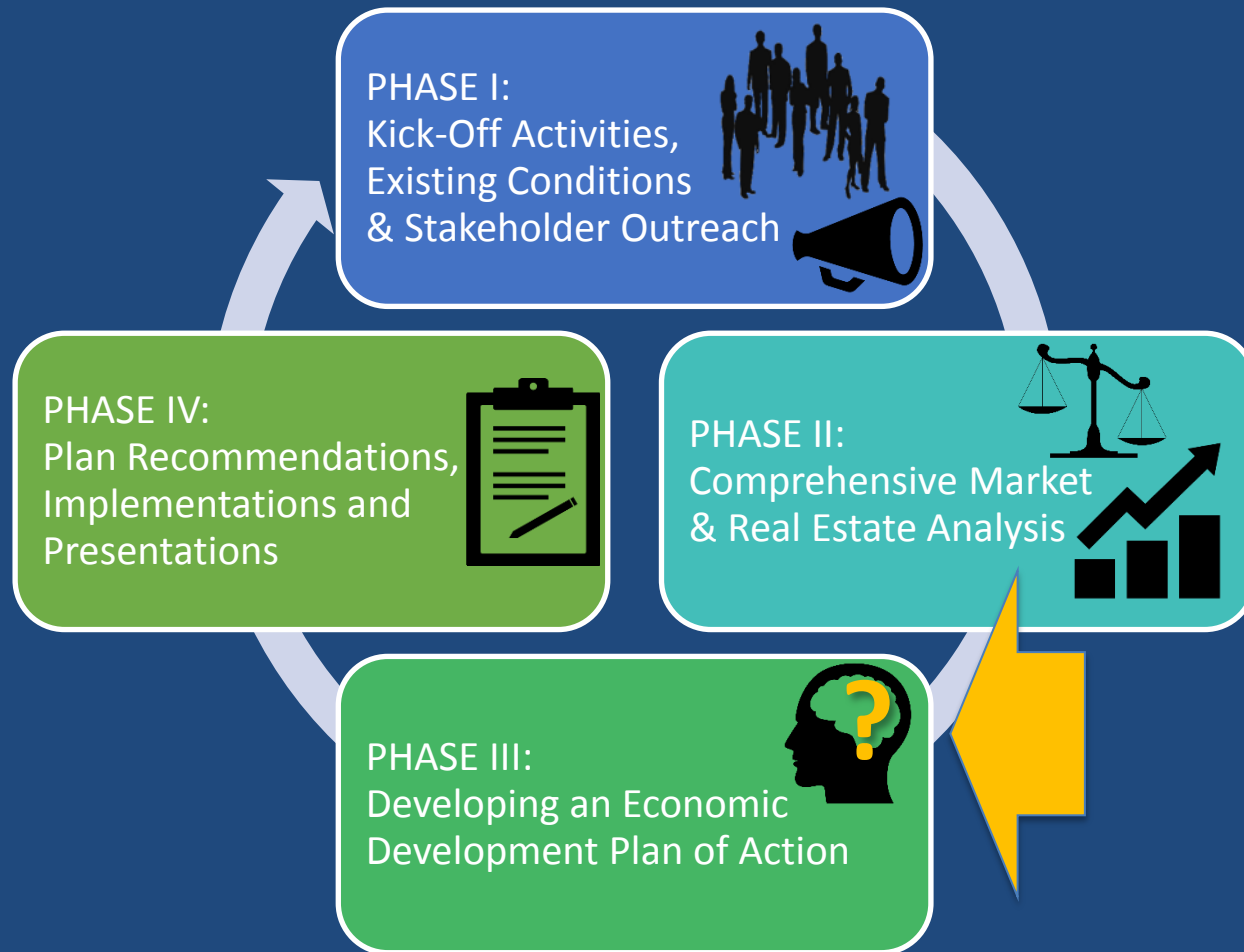 PHASE I:
Kick-Off Activities,
Existing Conditions
& Stakeholder Outreach
PHASE II:
Comprehensive Market
& Real Estate Analysis
PHASE III:
Developing an Economic
Development Plan of Action
?
PHASE IV:
Plan Recommendations,
Implementations and
Presentations